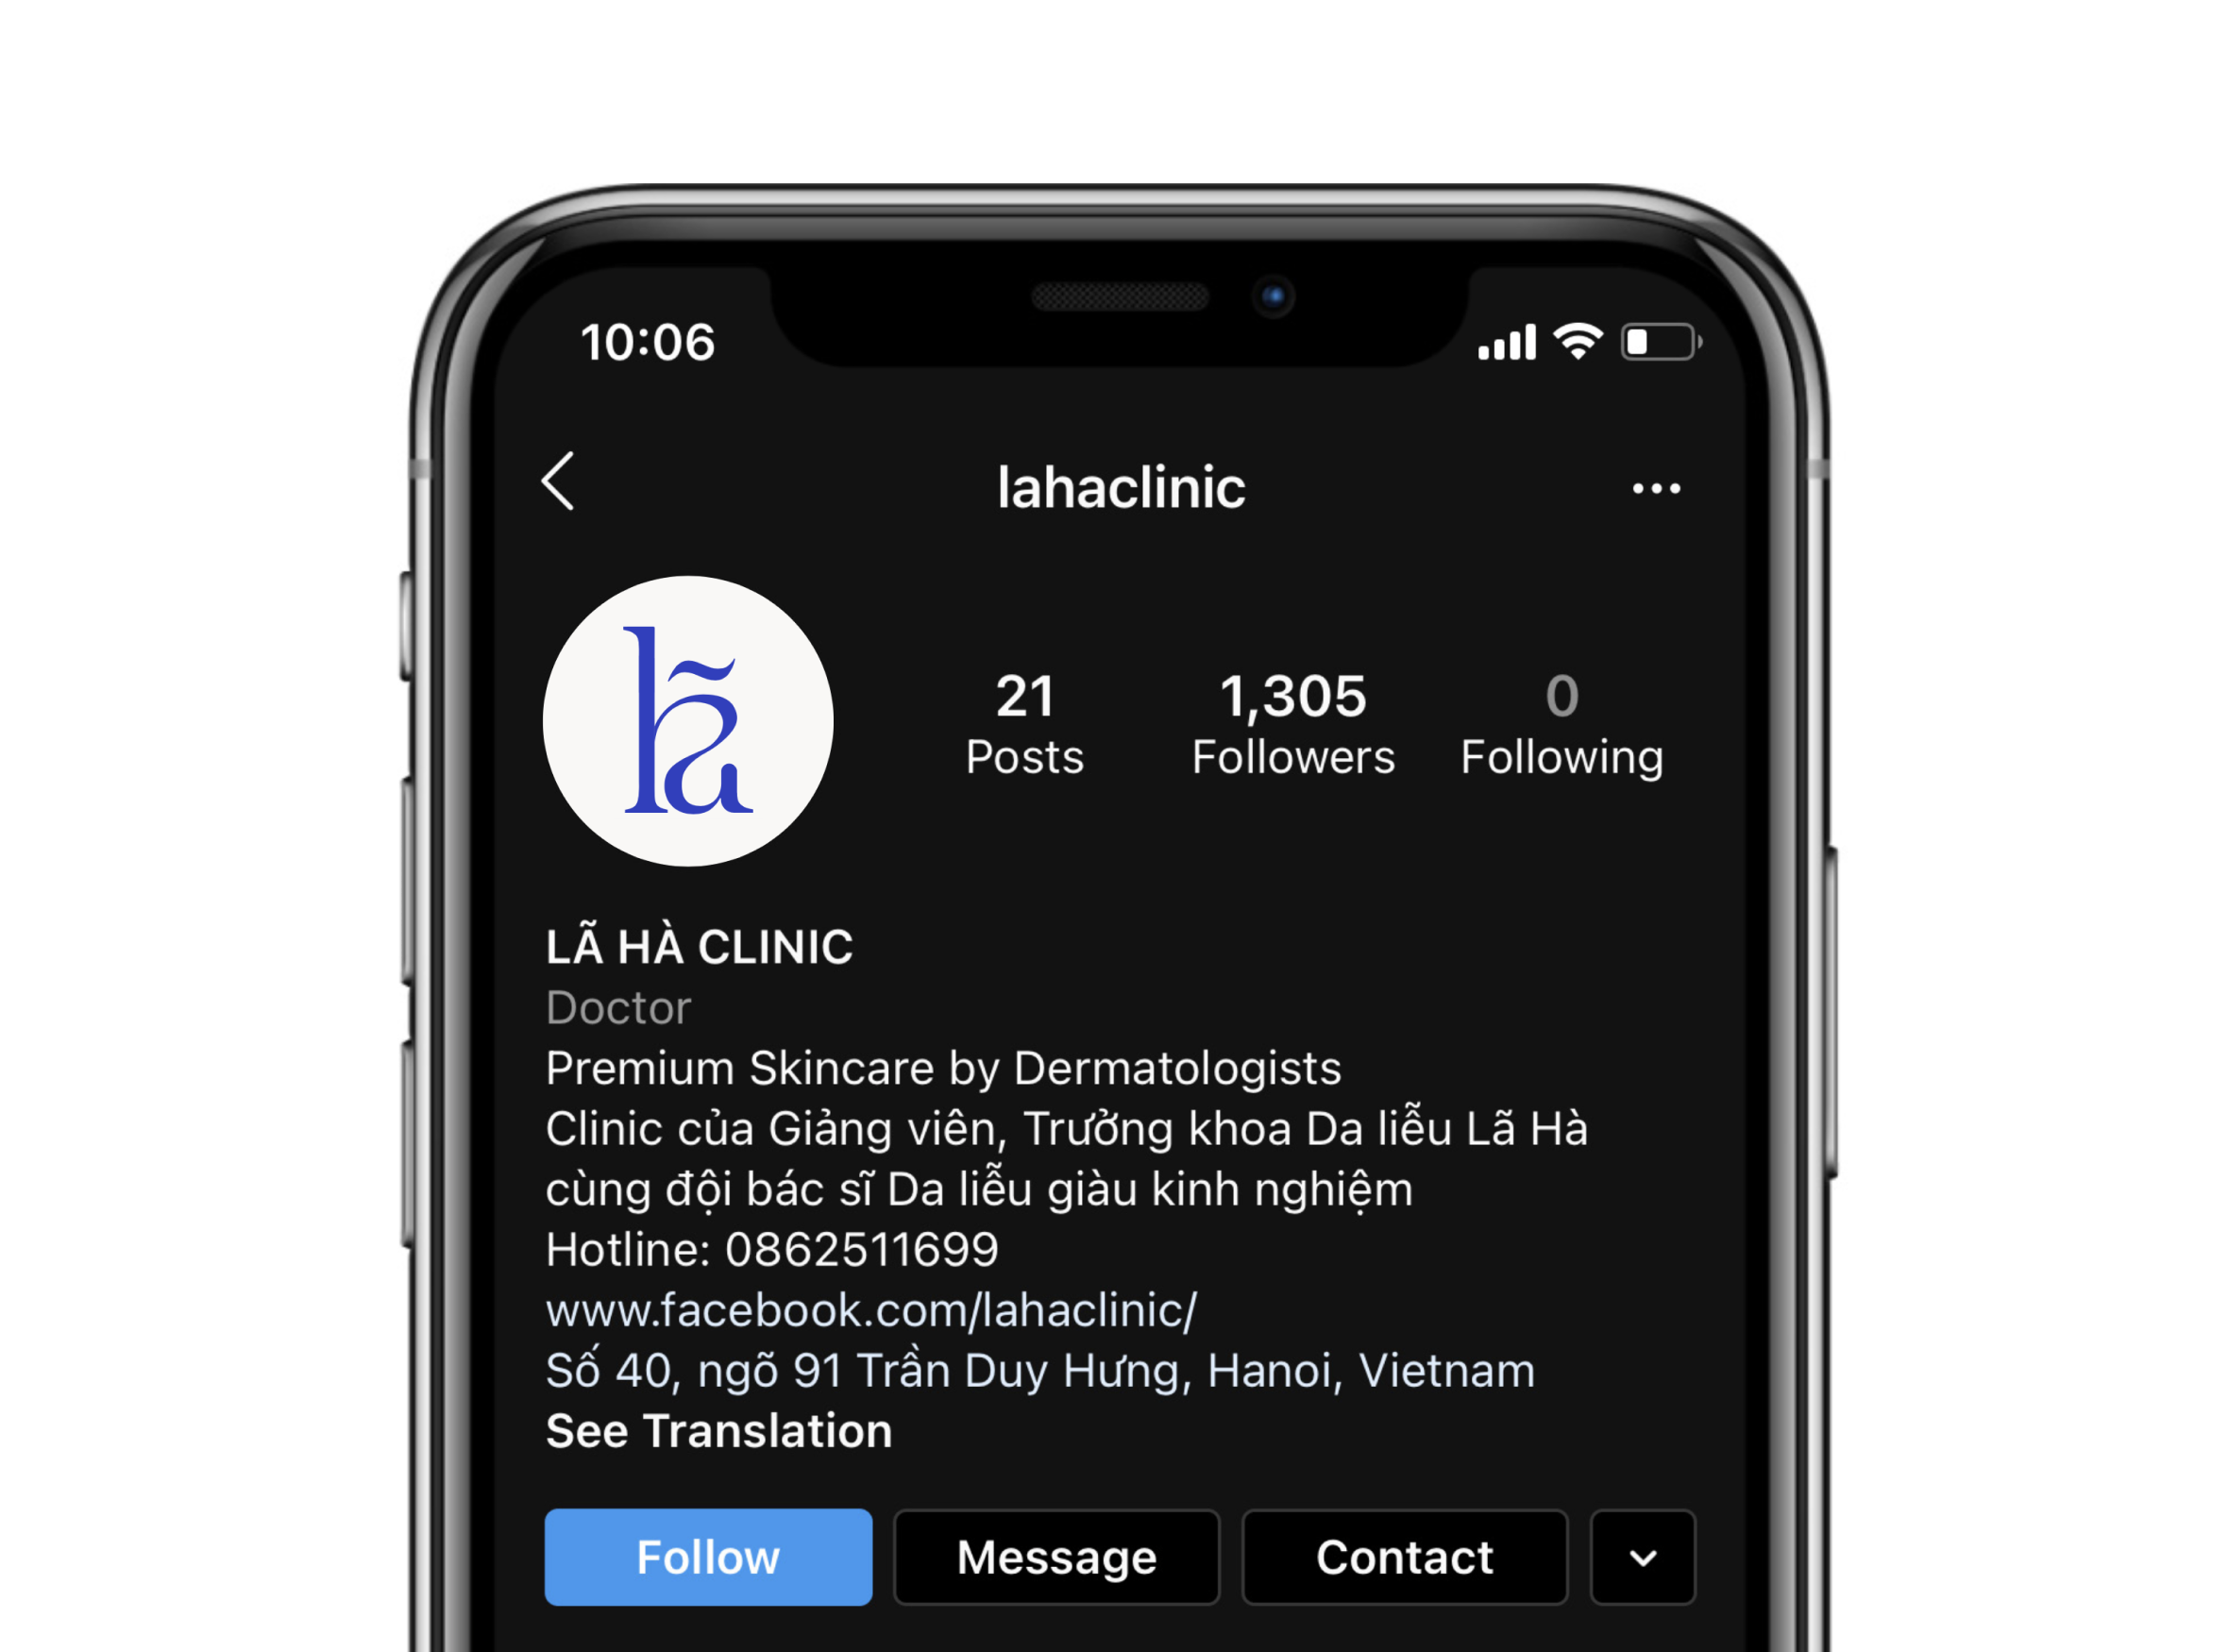 10:06
lahaclinic
lã
21
Posts
1,305
Followers
0
Following
LÃ HÀ CLINIC
Doctor
Premium Skincare by Dermatologists
Clinic của Giảng viên, Trưởng khoa Da liễu Lã Hà
cùng đội bác sĩ Da liễu giàu kinh nghiệm
Hotline: 0862511699
www.facebook.com/lahaclinic/
Số 40, ngõ 91 Trần Duy Hưng, Hanoi, Vietnam
See Translation
Follow
Message
Contact